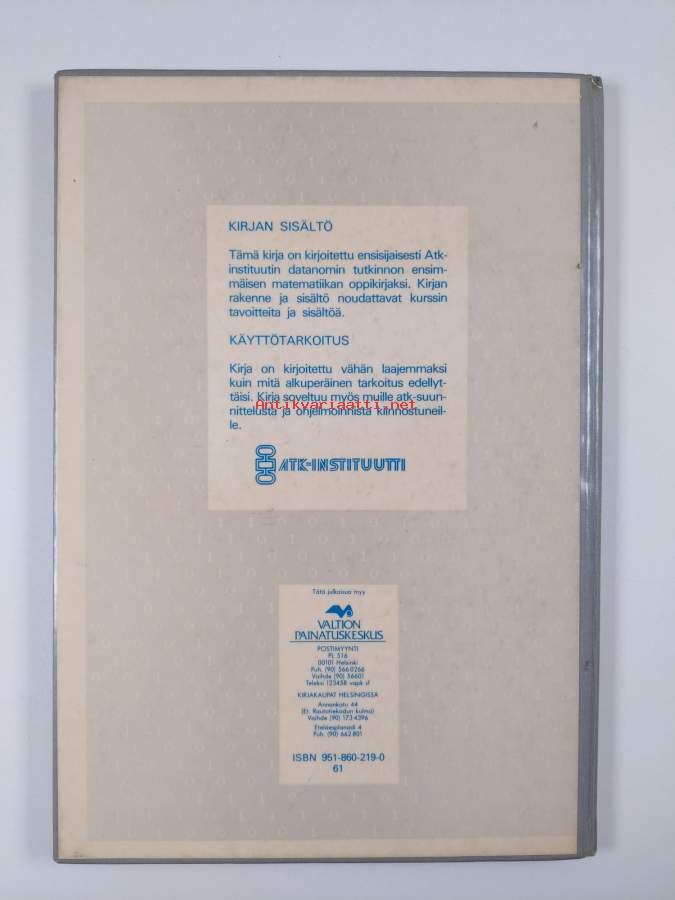 KIRJAN SISÄLTÖ
Tämä kirja on kirjoitettu ensisijaisesti Atk-
instituutin datanomin tutkinnon ensim-
mäisen matematiikan oppikirjaksi. Kirjan
rakenne ja sisältö noudattavat kurssin
tavoitteita ja sisältöä.
KÄYTTÖTARKOITUS
Kirja on kirjoitettu vähän laajemmaksi
kuin mitä alkuperäinen tarkoitus edellyt-
täisi. Kirja soveltuu myös muille atk-suun-
Antikvariaatti.net
nittelusta ja ohjelmoinnista kiinnostuneil-
le.
ATK-INSTITUUTTI
Tätä julkaisua myy
VALTION
PAINATUSKESKUS
POSTIMYYNTI
PL 516
00101 Helsinki
Puh. (90) 566 0266
Vaihde (90) 56601
Teleksi 123458 vapk sf
KIRJAKAUPAT HELSINGISSÄ
Annankatu 44
(Et. Rautatiekadun kulma)
Vaihde (90) 173 4396
Eteläesplanadi 4
Puh. (90) 662 801
ISBN 951-860-219-0
61